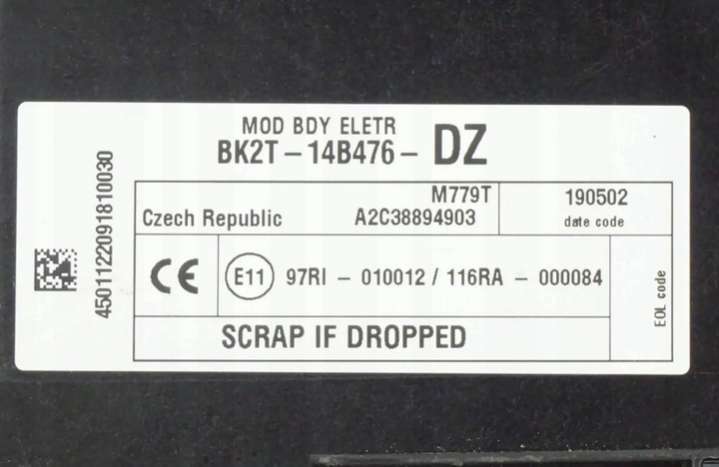 MOD BDY ELETR
BK2T-14B476- DZ
M779T
Czech Republic A2C38894903
190502
date code
CE E11 97RI - 010012 / 116RA - 000084
SCRAP IF DROPPED
EOL code
4501122091810030